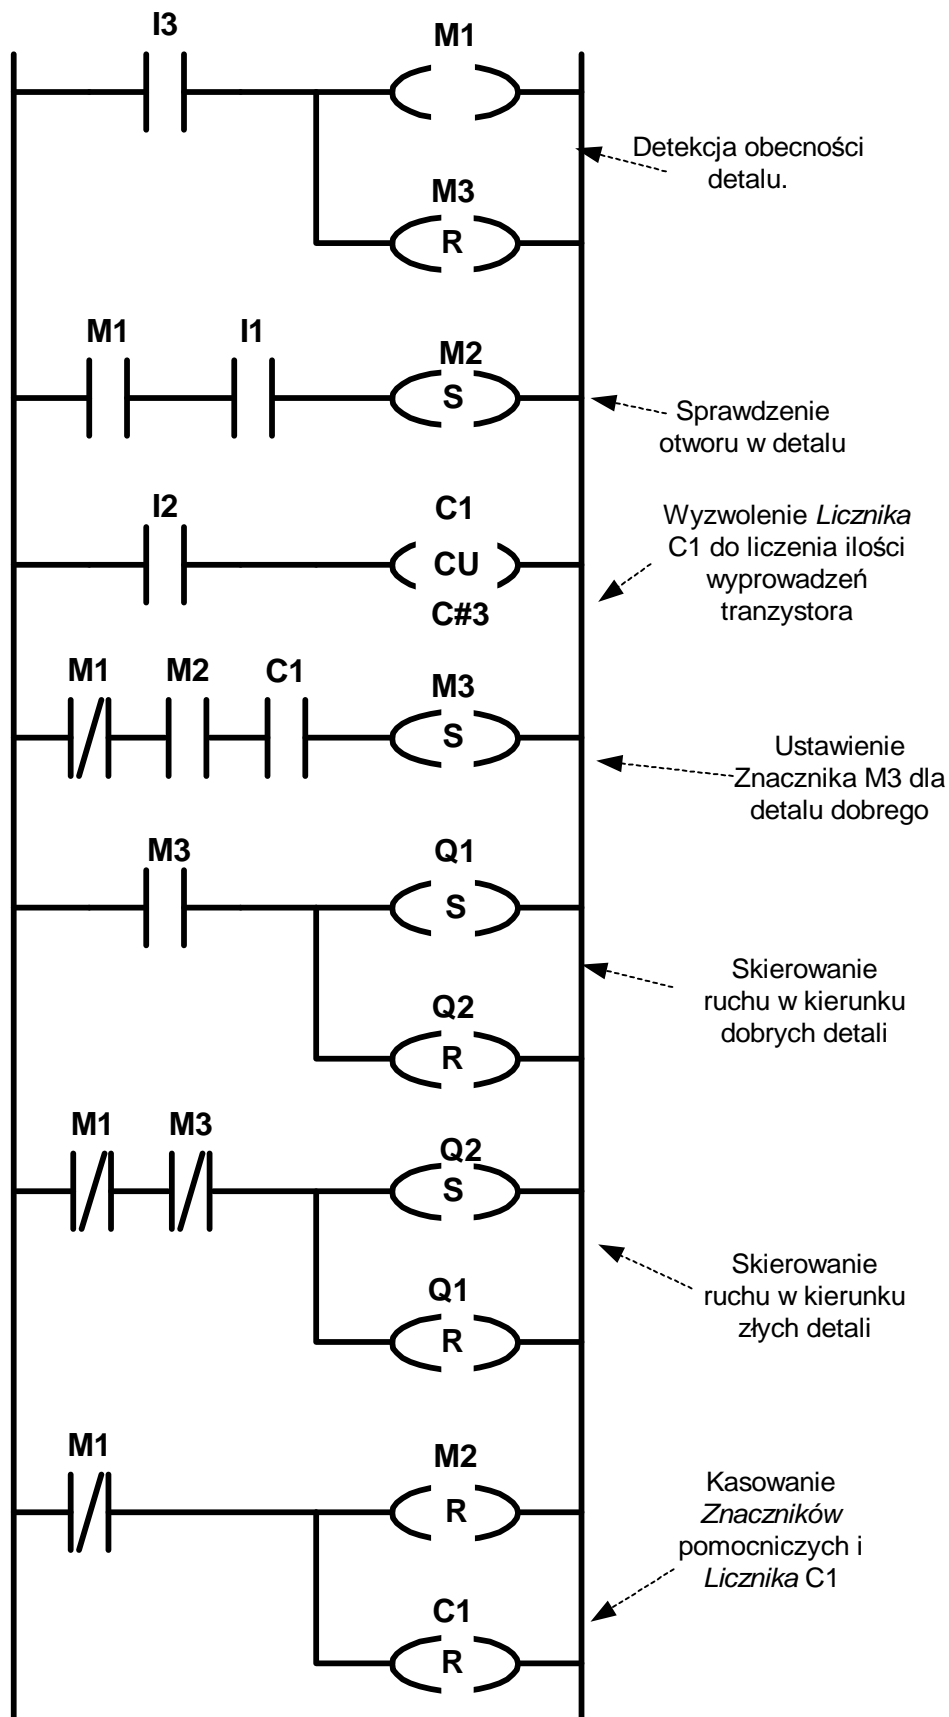 I3
M1
Detekcja obecności
detalu.
M3
R
M1
I1
M2
S
Sprawdzenie
otworu w detalu
I2
C1
CU
C#3
Wyzwolenie Licznika
C1 do liczenia ilości
wyprowadzeń
tranzystora
M1
M2
C1
M3
S
Ustawienie
Znacznika M3 dla
detalu dobrego
M3
Q1
S
Q2
R
Skierowanie
ruchu w kierunku
dobrych detali
M1
M3
Q2
S
Q1
R
Skierowanie
ruchu w kierunku
złych detali
M1
M2
R
C1
R
Kasowanie
Znaczników
pomocniczych i
Licznika C1